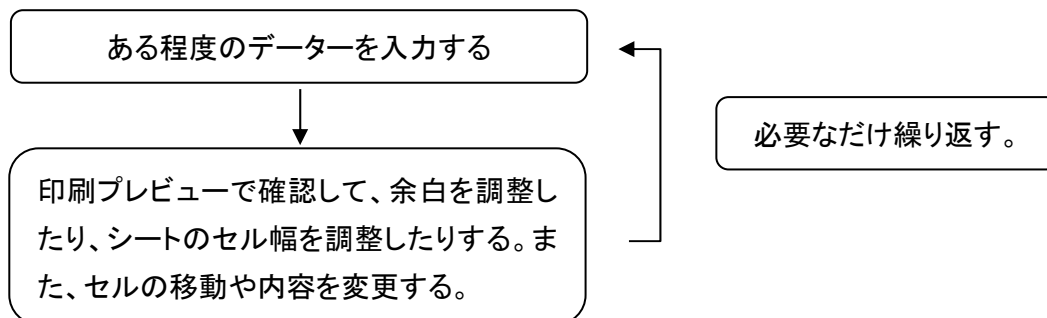 ある程度のデーターを入力する
必要なだけ繰り返す。
印刷プレビューで確認して、余白を調整し
たり、シートのセル幅を調整したりする。ま
た、セルの移動や内容を変更する。